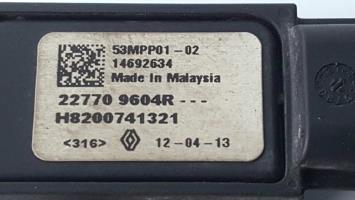 53MPP01-02
14692634
Made In Malaysia
22770 9604R ---
H8200741321
<316> 12-04-13